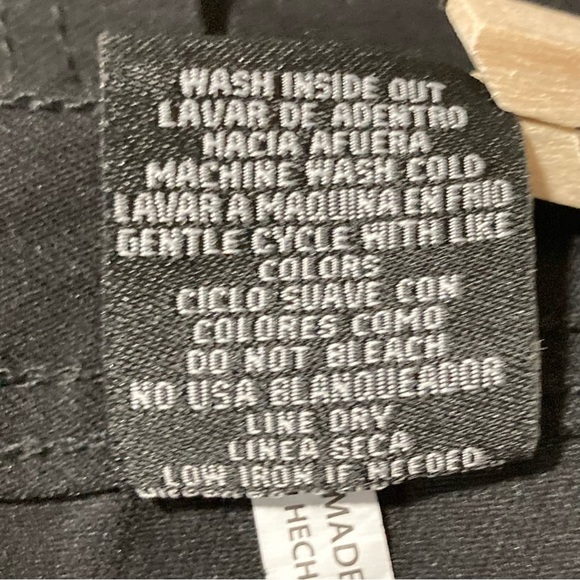 WASH INSIDE OUT
LAVAR DE ADENTRO
HACIA AFUERA
MACHINE WASH COLD
LAVAR A MAQUINA EN FRIO
GENTLE CYCLE WITH LIKE
COLORS
CICLO SUAVE CON
COLORES COMO
DO NOT BLEACH
NO USA BLANQUEADOR
LINE DRY
LINEA SECA
LOW IRON IF NEEDED
MADE
HECH